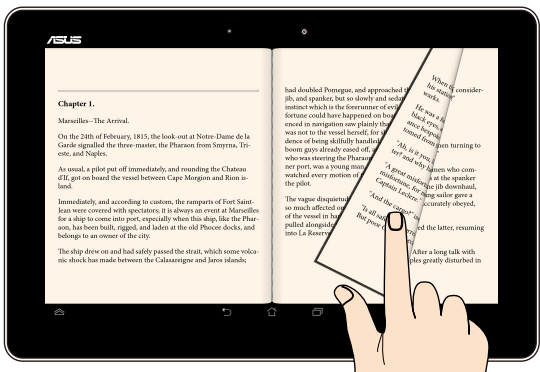 ASUS
Chapter 1.
Marseilles--The Arrival.
On the 24th of February, 1815, the look-out at Notre-Dame de la
Garde signalled the three-master, the Pharaon from Smyrna, Tri-
este, and Naples.
As usual, a pilot put off immediately, and rounding the Chateau
d'If, got on board the vessel between Cape Morgion and Rion is-
land.
Immediately, and according to custom, the ramparts of Fort Saint-
Jean were covered with spectators; it is always an event at Marseilles
for a ship to come into port, especially when this ship, like the Phar-
aon, has been built, rigged, and laden at the old Phocee docks, and
belongs to an owner of the city.
The ship drew on and had safely passed the strait, which some volca-
nic shock has made between the Calasareigne and Jaros islands;
had doubled Pomegue, and approached
jib, and spanker, but so slowly and
instinct which is the forerunner of evil
fortune could have happened on
enced in navigation saw plainly
was not to the vessel herself, for
dence of being skilfully handled
boom guys already eased off,
who was steering the Pharaon
ner port, was a young man
watched every motion of
the pilot.
The vague disquietude
so much affected
of the vessel in
pulled alongside
into La Reserve
consider-
men turning to
men who com-
at the spanker
jib downhaul,
sailor gave a
accurately obeyed,
the latter, resuming
After a long talk with
greatly disturbed in
When
his station
works.
He was a
black eyes,
ance bespoke
tomed from
"Ah, is it you,
ter? and why
"A great
misfortune, for
Captain Leclere."
"And the cargo?"
"Is all
But poor